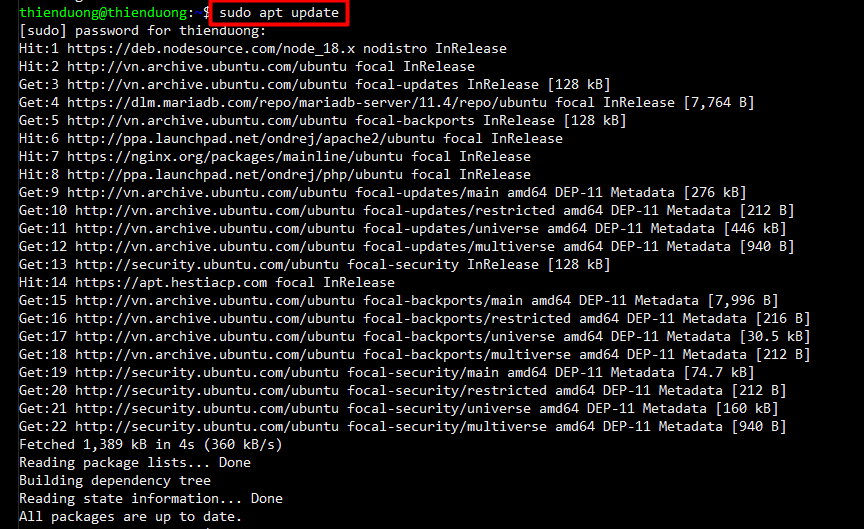 thienduong@thienduong:~$ sudo apt update
[sudo] password for thienduong:
Hit:1 https://deb.nodesource.com/node_18.x nodistro InRelease
Hit:2 http://vn.archive.ubuntu.com/ubuntu focal InRelease
Get:3 http://vn.archive.ubuntu.com/ubuntu focal-updates InRelease [128 kB]
Get:4 https://dlm.mariadb.com/repo/mariadb-server/11.4/repo/ubuntu focal InRelease [7,764 B]
Get:5 http://vn.archive.ubuntu.com/ubuntu focal-backports InRelease [128 kB]
Hit:6 http://ppa.launchpad.net/ondrej/apache2/ubuntu focal InRelease
Hit:7 https://nginx.org/packages/mainline/ubuntu focal InRelease
Hit:8 http://ppa.launchpad.net/ondrej/php/ubuntu focal InRelease
Get:9 http://vn.archive.ubuntu.com/ubuntu focal-updates/main amd64 DEP-11 Metadata [276 kB]
Get:10 http://vn.archive.ubuntu.com/ubuntu focal-updates/restricted amd64 DEP-11 Metadata [212 B]
Get:11 http://vn.archive.ubuntu.com/ubuntu focal-updates/universe amd64 DEP-11 Metadata [446 kB]
Get:12 http://vn.archive.ubuntu.com/ubuntu focal-updates/multiverse amd64 DEP-11 Metadata [940 B]
Get:13 http://security.ubuntu.com/ubuntu focal-security InRelease [128 kB]
Hit:14 https://apt.hestiacp.com focal InRelease
Get:15 http://vn.archive.ubuntu.com/ubuntu focal-backports/main amd64 DEP-11 Metadata [7,996 B]
Get:16 http://vn.archive.ubuntu.com/ubuntu focal-backports/restricted amd64 DEP-11 Metadata [216 B]
Get:17 http://vn.archive.ubuntu.com/ubuntu focal-backports/universe amd64 DEP-11 Metadata [30.5 kB]
Get:18 http://vn.archive.ubuntu.com/ubuntu focal-backports/multiverse amd64 DEP-11 Metadata [212 B]
Get:19 http://security.ubuntu.com/ubuntu focal-security/main amd64 DEP-11 Metadata [74.7 kB]
Get:20 http://security.ubuntu.com/ubuntu focal-security/restricted amd64 DEP-11 Metadata [212 B]
Get:21 http://security.ubuntu.com/ubuntu focal-security/universe amd64 DEP-11 Metadata [160 kB]
Get:22 http://security.ubuntu.com/ubuntu focal-security/multiverse amd64 DEP-11 Metadata [940 B]
Fetched 1,389 kB in 4s (360 kB/s)
Reading package lists... Done
Building dependency tree
Reading state information... Done
All packages are up to date.